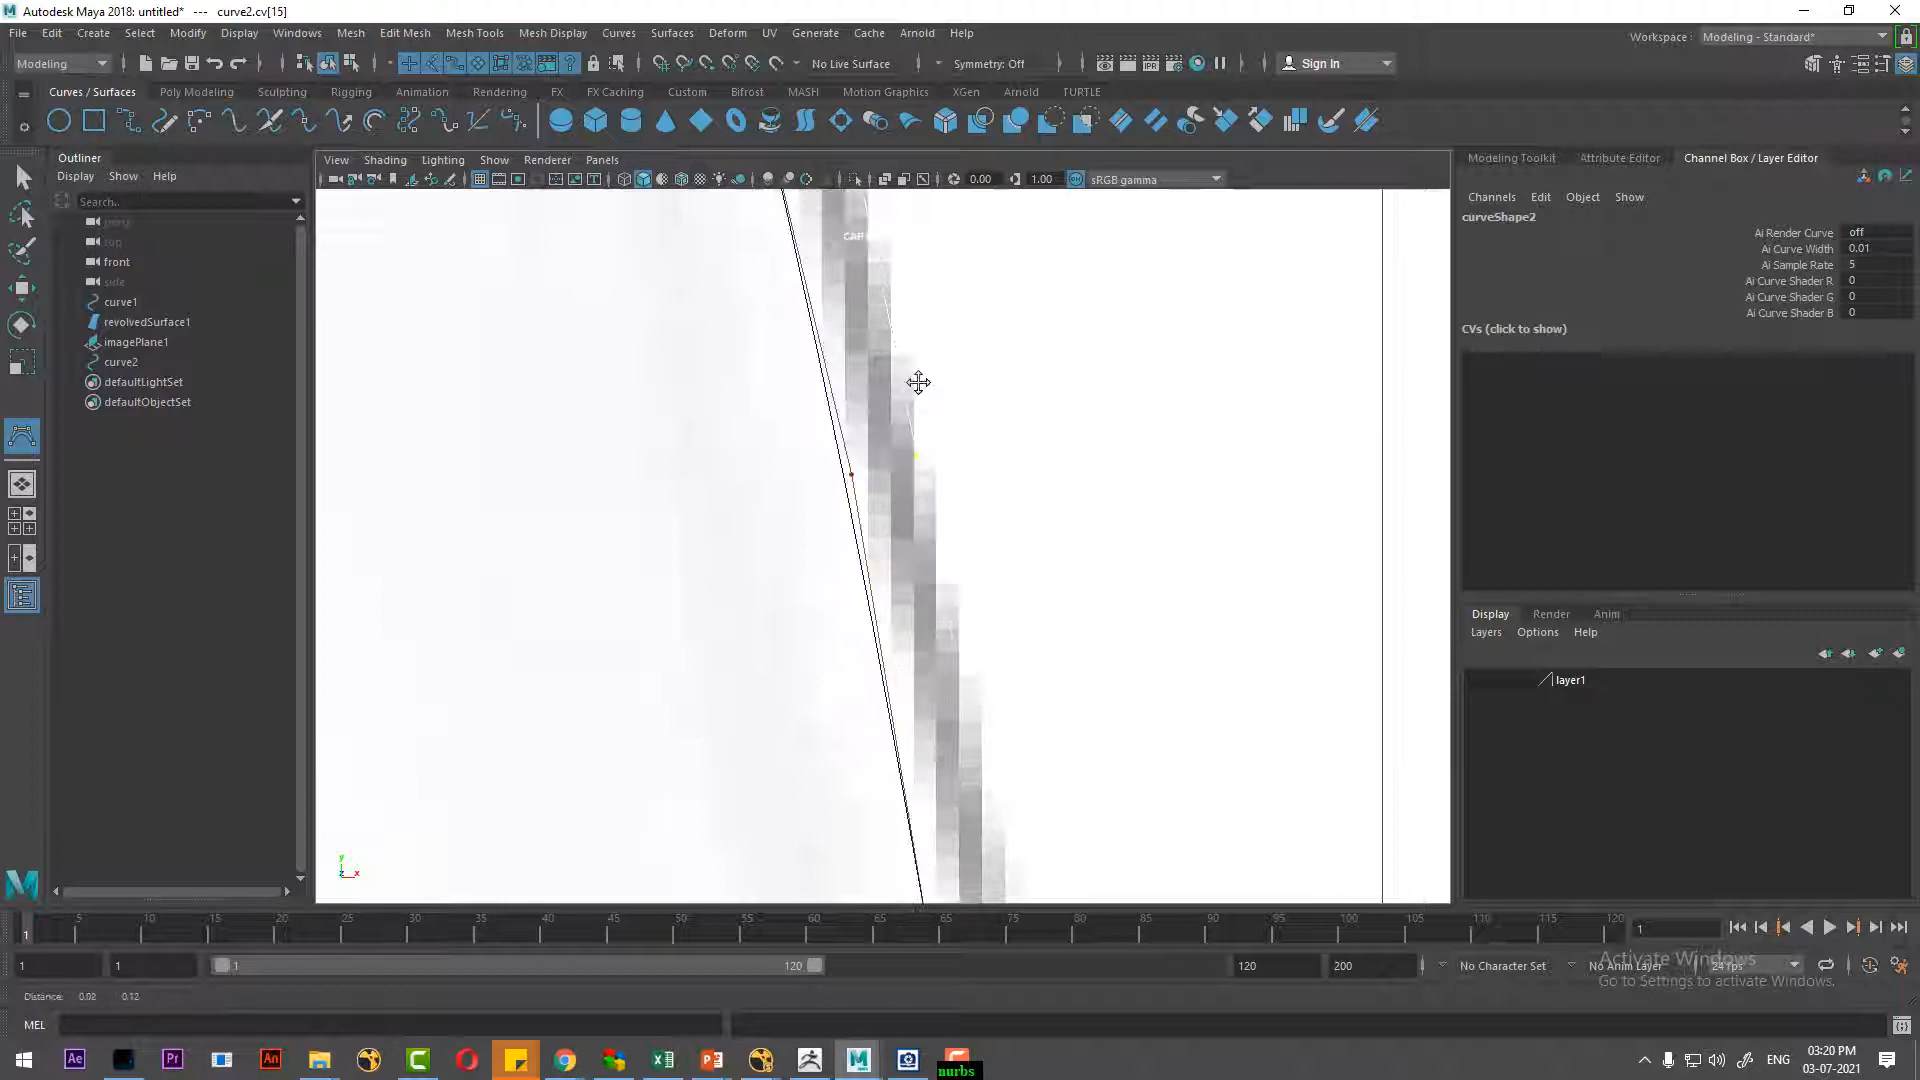 Autodesk Maya 2018: untitled* --- curve2.cv[15]
File Edit Create Select Modify Display Windows Mesh Edit Mesh Mesh Tools Mesh Display Curves Surfaces Deform UV Generate Cache Arnold Help
Workspace : Modeling - Standard*
Modeling No Live Surface Symmetry: Off Sign In
Curves / Surfaces Poly Modeling Sculpting Rigging Animation Rendering FX FX Caching Custom Bifrost MASH Motion Graphics XGen Arnold TURTLE
Outliner
Display Show Help
Search..
persp
top
front
side
curve1
revolvedSurface1
imagePlane1
curve2
defaultLightSet
defaultObjectSet
View Shading Lighting Show Renderer Panels
0.00 1.00 sRGB gamma
CAP
y
z x
Modeling Toolkit Attribute Editor Channel Box / Layer Editor
Channels Edit Object Show
curveShape2
Ai Render Curve off
Ai Curve Width 0.01
Ai Sample Rate 5
Ai Curve Shader R 0
Ai Curve Shader G 0
Ai Curve Shader B 0
CVs (click to show)
Display Render Anim
Layers Options Help
layer1
5 10 15 20 25 30 35 40 45 50 55 60 65 65 75 80 85 90 95 100 105 110 115 120
1 1
1 1 1 120 120 200 No Character Set No Anim Layer 24 fps
Activate Windows
Go to Settings to activate Windows.
Distance: 0.02 0.12
MEL
Ae Pr An nurbs
ENG 03:20 PM
03-07-2021